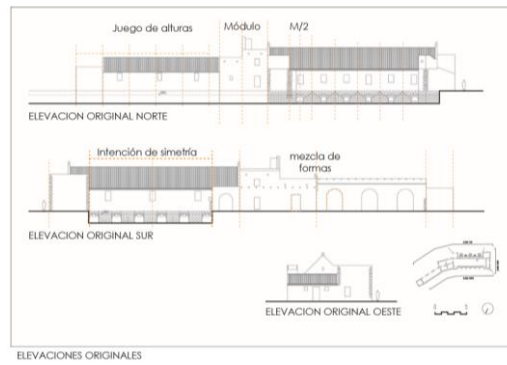 Juego de alturas
Módulo
M/2
ELEVACION ORIGINAL NORTE
Intención de simetría
mezcla de
formas
ELEVACION ORIGINAL SUR
ELEVACION ORIGINAL OESTE
ELEVACIONES ORIGINALES